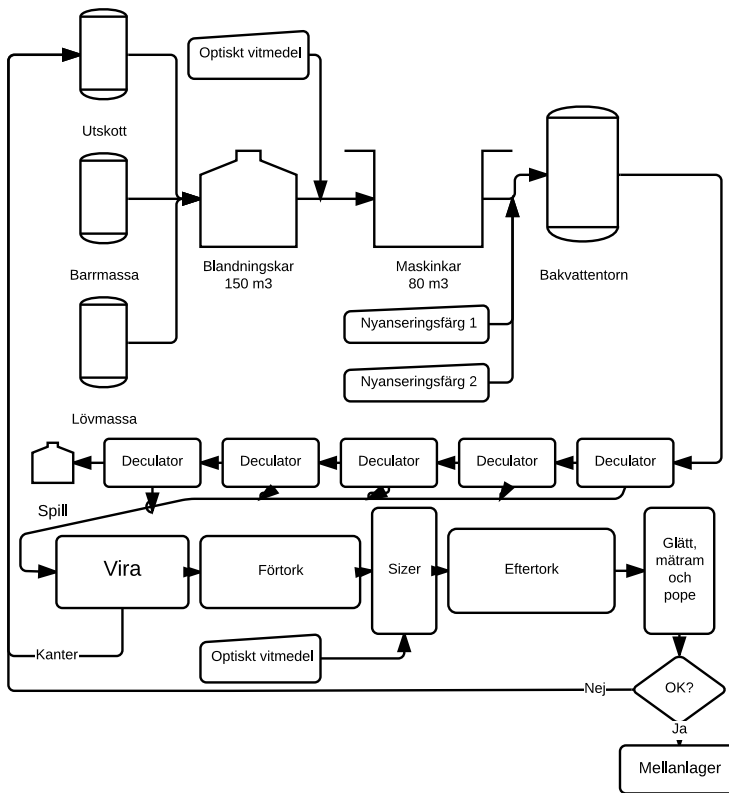 Optiskt vitmedel
Utskott
Barrmassa
Blandningskar
150 m3
Maskinkar
80 m3
Bakvattentorn
Nyanseringsfärg 1
Nyanseringsfärg 2
Lövmassa
Deculator
Deculator
Deculator
Deculator
Deculator
Spill
Vira
Förtork
Sizer
Eftertork
Glätt,
mätram
och
pope
Kanter
Optiskt vitmedel
Nej
OK?
Ja
Mellanlager